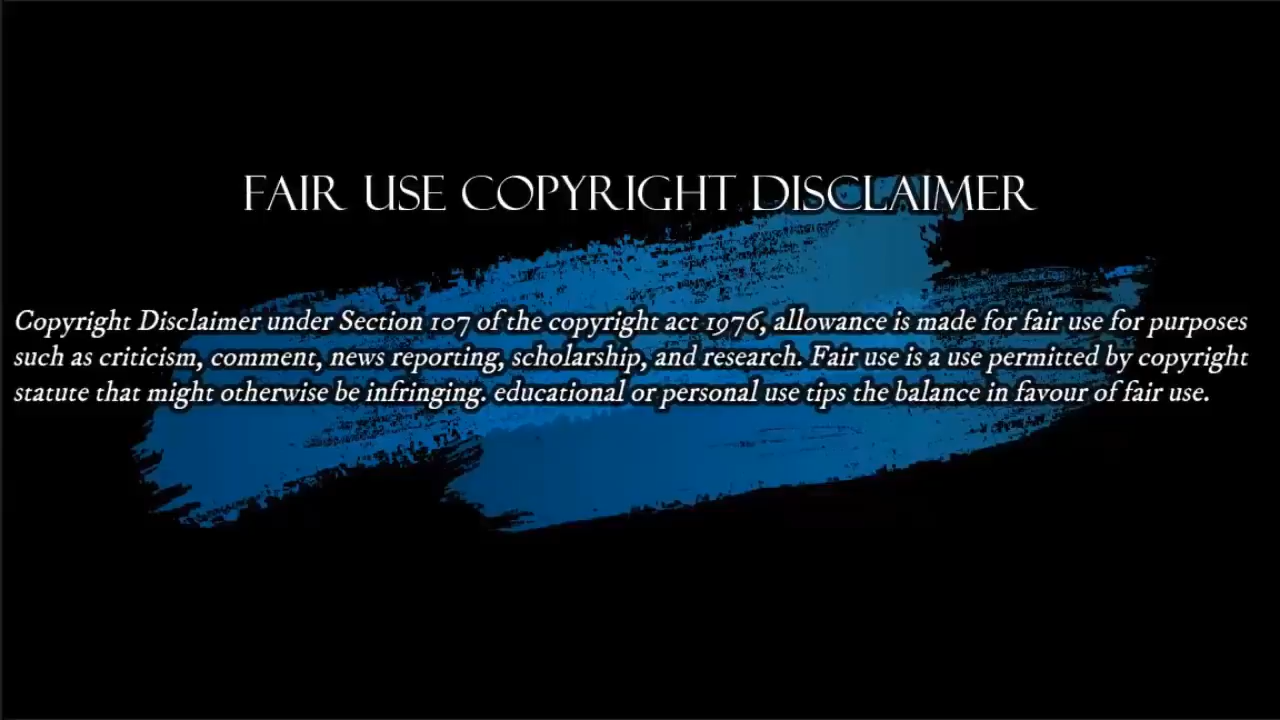 FAIR USE COPYRIGHT DISCLAIMER
Copyright Disclaimer under Section 107 of the copyright act 1976, allowance is made for fair use for purposes
such as criticism, comment, news reporting, scholarship, and research. Fair use is a use permitted by copyright
statute that might otherwise be infringing. educational or personal use tips the balance in favour of fair use.